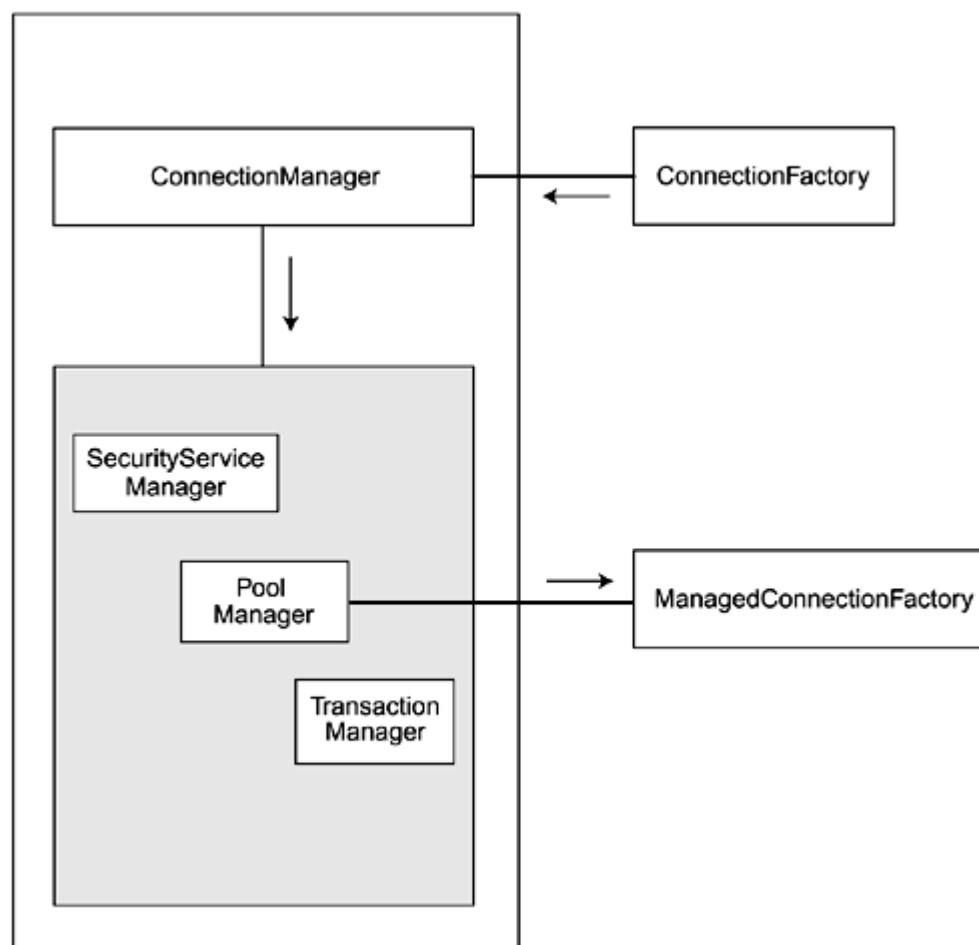 ConnectionManager
ConnectionFactory
SecurityService
Manager
Pool
Manager
ManagedConnectionFactory
Transaction
Manager